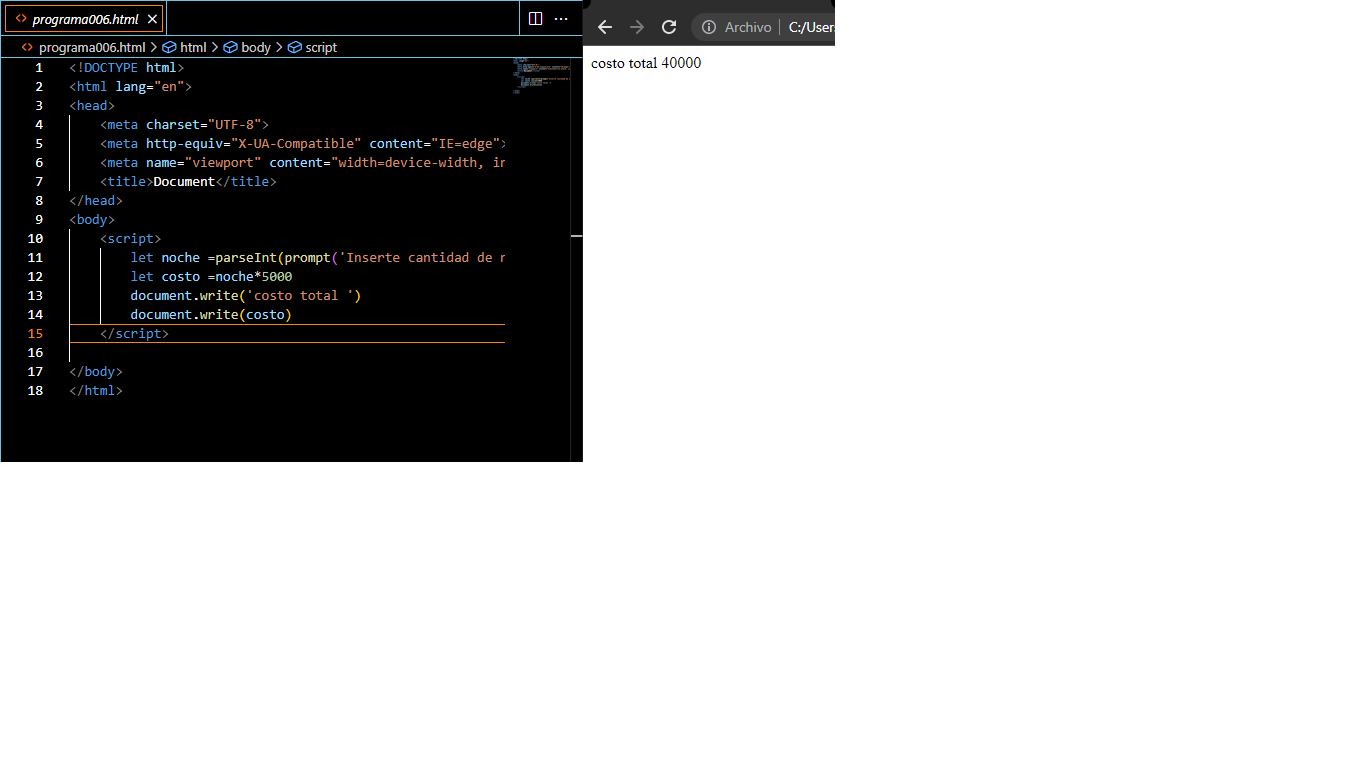 programa006.html
programa006.html > html > body > script
1 <!DOCTYPE html>
2 <html lang="en">
3 <head>
4 <meta charset="UTF-8">
5 <meta http-equiv="X-UA-Compatible" content="IE=edge">
6 <meta name="viewport" content="width=device-width, in
7 <title>Document</title>
8 </head>
9 <body>
10 <script>
11 let noche =parseInt(prompt('Inserte cantidad de
12 let costo =noche*5000
13 document.write('costo total ')
14 document.write(costo)
15 </script>
16
17 </body>
18 </html>
Archivo | C:/User
costo total 40000